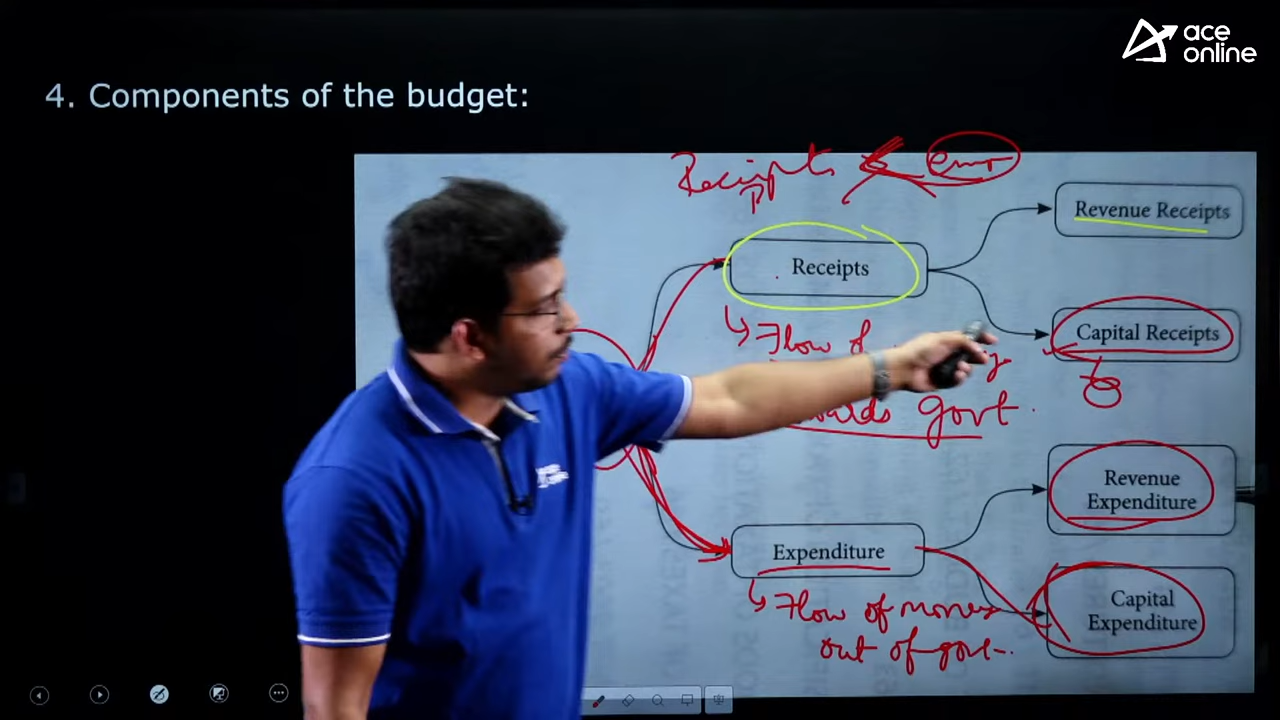 ace
online
4. Components of the budget:
Receipts
Revenue Receipts
Receipts
Capital Receipts
Flow of
Govt.
Revenue
Expenditure
Expenditure
Capital
Expenditure
Flow of money
out of govt.